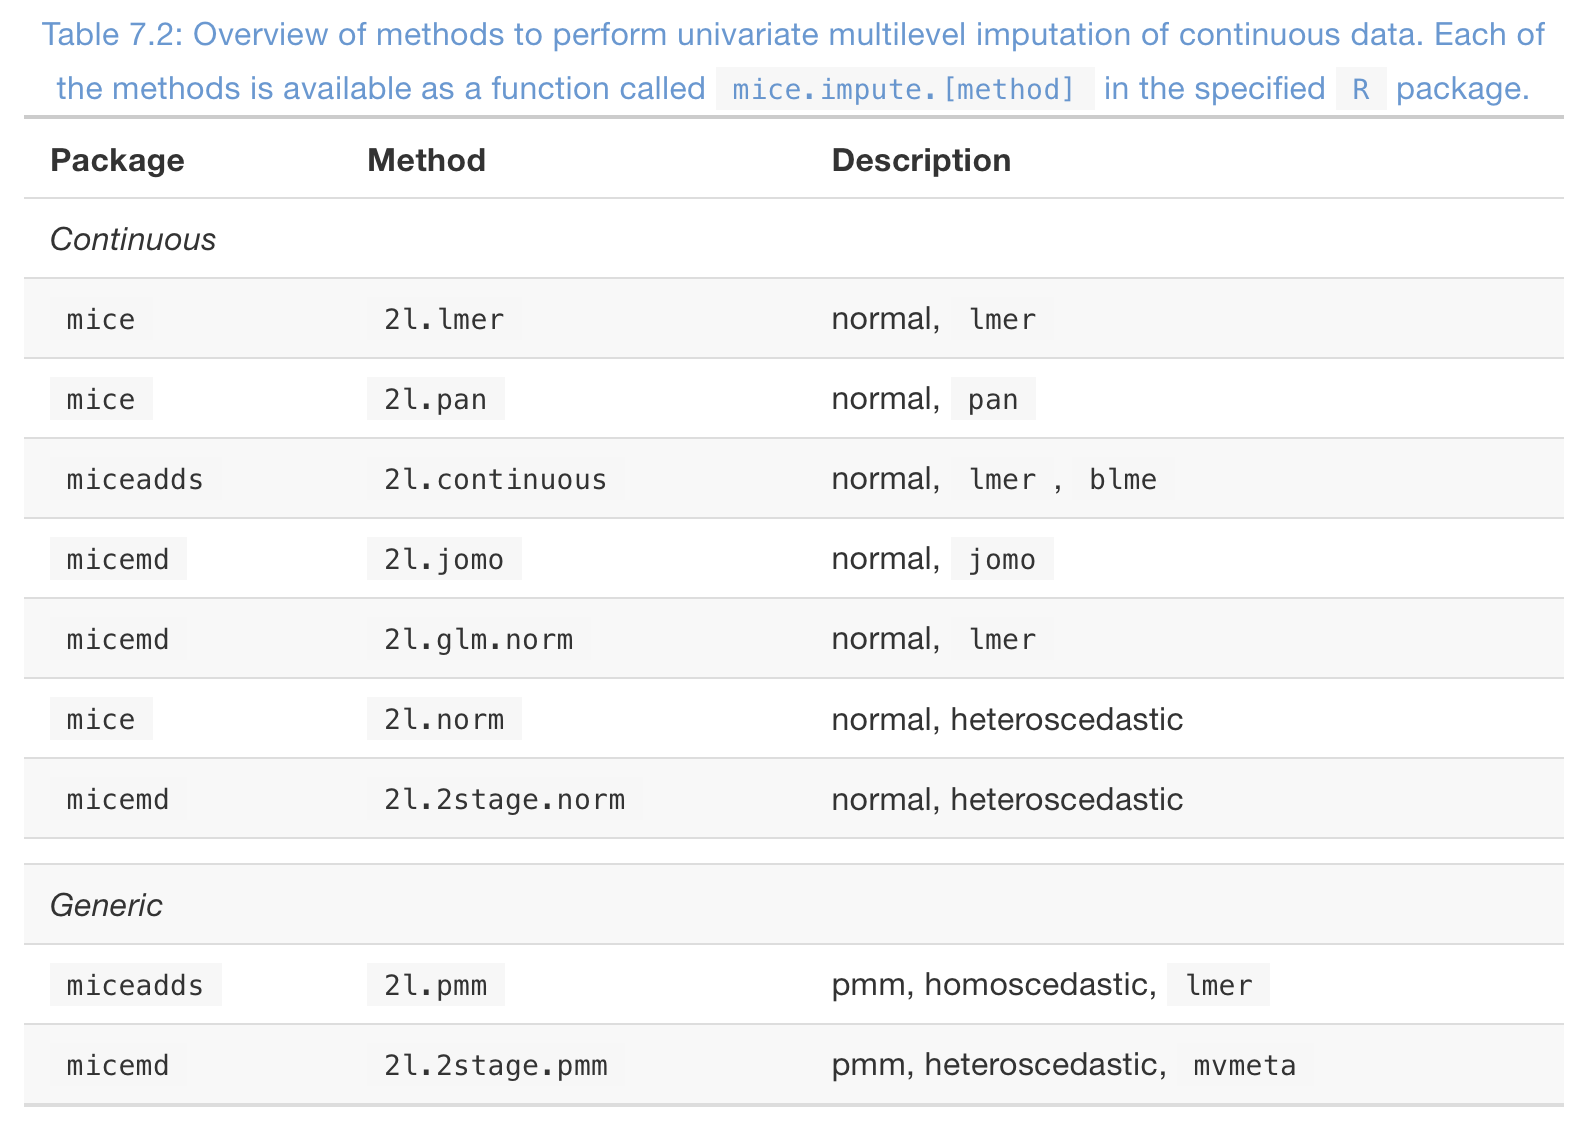 Table 7.2: Overview of methods to perform univariate multilevel imputation of continuous data. Each of
the methods is available as a function called mice.impute.[method] in the specified R package.
Package Method Description
Continuous
mice 2l.lmer normal, lmer
mice 2l.pan normal, pan
miceadds 2l.continuous normal, lmer , blme
micemd 2l.jomo normal, jomo
micemd 2l.glm.norm normal, lmer
mice 2l.norm normal, heteroscedastic
micemd 2l.2stage.norm normal, heteroscedastic
Generic
miceadds 2l.pmm pmm, homoscedastic, lmer
micemd 2l.2stage.pmm pmm, heteroscedastic, mvmeta